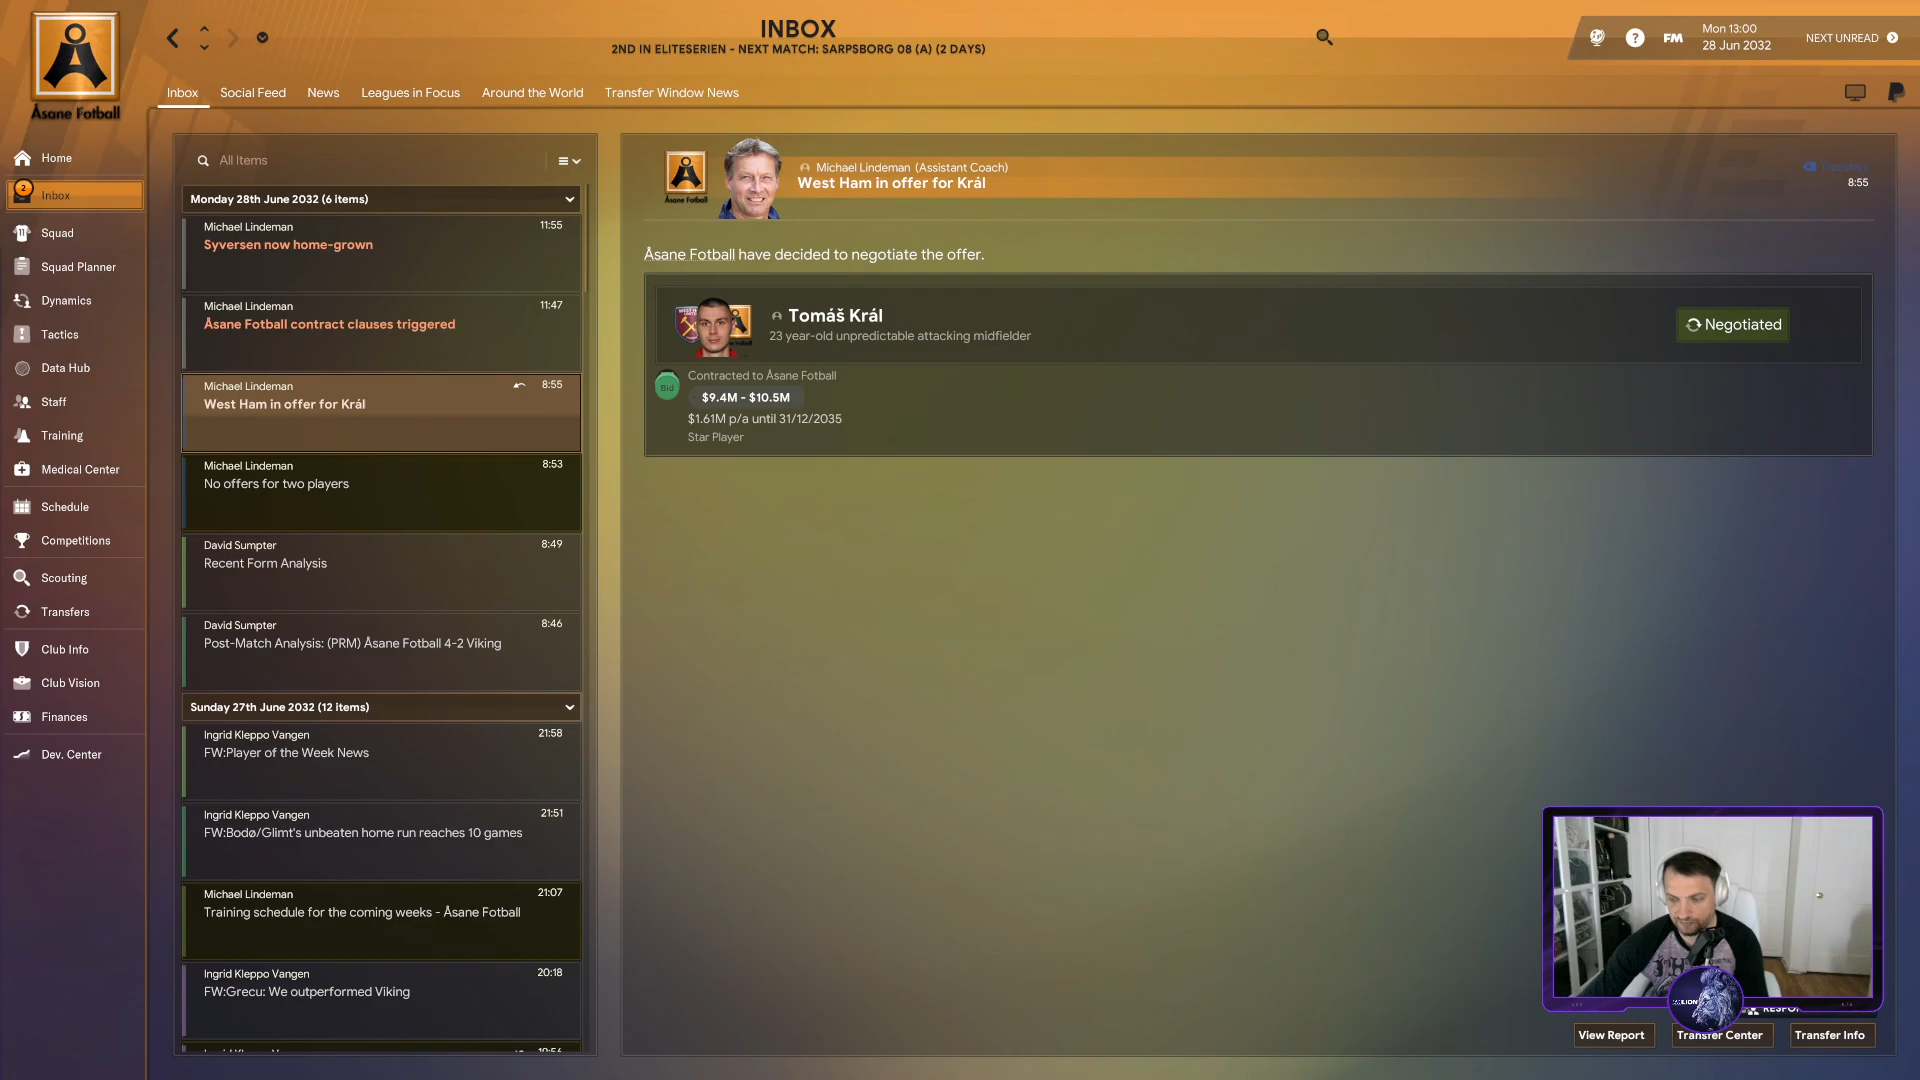 INBOX
2ND IN ELITESERIEN - NEXT MATCH: SARPSBORG 08 (A) (2 DAYS)
FM
Mon 13:00
28 Jun 2032
NEXT UNREAD
Åsane Fotball
Inbox
Social Feed
News
Leagues in Focus
Around the World
Transfer Window News
Home
2
Inbox
Squad
Squad Planner
Dynamics
Tactics
Data Hub
Staff
Training
Medical Center
Schedule
Competitions
Scouting
Transfers
Club Info
Club Vision
Finances
Dev. Center
All Items
Monday 28th June 2032 (6 items)
Michael Lindeman 11:55
Syversen now home-grown
Michael Lindeman 11:47
Åsane Fotball contract clauses triggered
Michael Lindeman 8:55
West Ham in offer for Král
Michael Lindeman 8:53
No offers for two players
David Sumpter 8:49
Recent Form Analysis
David Sumpter 8:46
Post-Match Analysis: (PRM) Åsane Fotball 4-2 Viking
Sunday 27th June 2032 (12 items)
Ingrid Kleppo Vangen 21:58
FW:Player of the Week News
Ingrid Kleppo Vangen 21:51
FW:Bodø/Glimt's unbeaten home run reaches 10 games
Michael Lindeman 21:07
Training schedule for the coming weeks - Åsane Fotball
Ingrid Kleppo Vangen 20:18
FW:Grecu: We outperformed Viking
Åsane Fotball
Michael Lindeman (Assistant Coach)
West Ham in offer for Král
Transfers
8:55
Åsane Fotball have decided to negotiate the offer.
Tomáš Král
23 year-old unpredictable attacking midfielder
Negotiated
Bid
Contracted to Åsane Fotball
$9.4M - $10.5M
$1.61M p/a until 31/12/2035
Star Player
View Report
Transfer Center
Transfer Info